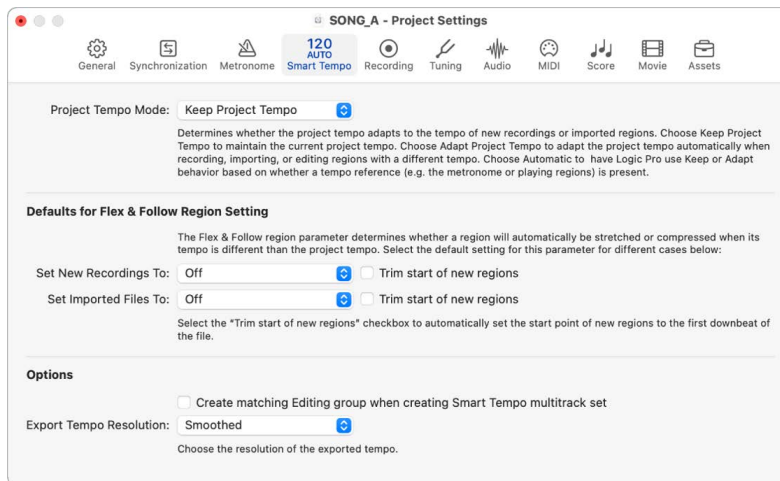 SONG_A - Project Settings
120
AUTO
General Synchronization Metronome Smart Tempo Recording Tuning Audio MIDI Score Movie Assets
Project Tempo Mode: Keep Project Tempo
Determines whether the project tempo adapts to the tempo of new recordings or imported regions. Choose Keep Project
Tempo to maintain the current project tempo. Choose Adapt Project Tempo to adapt the project tempo automatically when
recording, importing, or editing regions with a different tempo. Choose Automatic to have Logic Pro use Keep or Adapt
behavior based on whether a tempo reference (e.g. the metronome or playing regions) is present.
Defaults for Flex & Follow Region Setting
The Flex & Follow region parameter determines whether a region will automatically be stretched or compressed when its
tempo is different than the project tempo. Select the default setting for this parameter for different cases below:
Set New Recordings To: Off Trim start of new regions
Set Imported Files To: Off Trim start of new regions
Select the "Trim start of new regions" checkbox to automatically set the start point of new regions to the first downbeat of
the file.
Options
Create matching Editing group when creating Smart Tempo multitrack set
Export Tempo Resolution: Smoothed
Choose the resolution of the exported tempo.